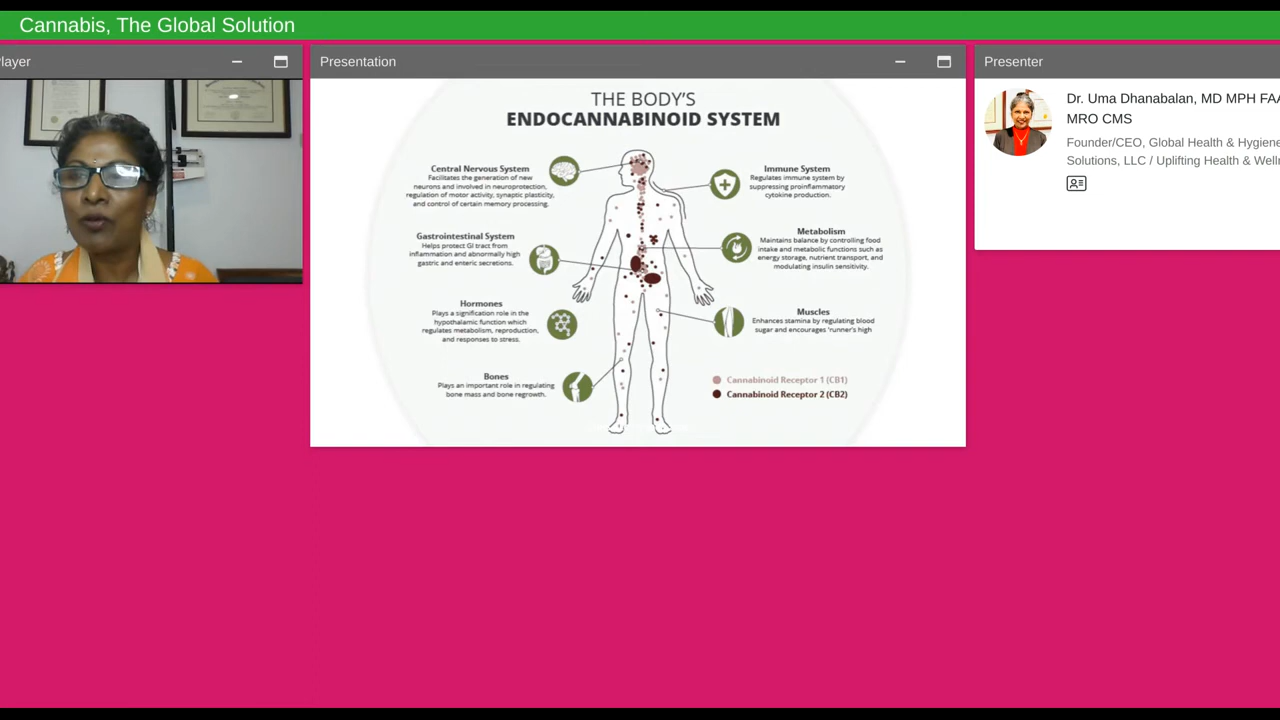 Cannabis, The Global Solution
layer
Presentation
Presenter
THE BODY'S
ENDOCANNABINOID SYSTEM
Central Nervous System
Facilitates the generation of new
neurons and involved in neuroprotection,
regulation of motor activity, synaptic plasticity,
and control of certain memory processing.
Gastrointestinal System
Helps protect GI tract from
inflammation and abnormally high
gastric and enteric secretions.
Hormones
Plays a signification role in the
hypothalamic function which
regulates metabolism, reproduction,
and responses to stress.
Bones
Plays an important role in regulating
bone mass and bone regrowth.
Immune System
Regulates immune system by
suppressing proinflammatory
cytokine production.
Metabolism
Maintains balance by controlling food
intake and metabolic functions such as
energy storage, nutrient transport, and
modulating insulin sensitivity.
Muscles
Enhances stamina by regulating blood
sugar and encourages 'runner's high
Cannabinoid Receptor 1 (CB1)
Cannabinoid Receptor 2 (CB2)
Dr. Uma Dhanabalan, MD MPH FAA
MRO CMS
Founder/CEO, Global Health & Hygiene
Solutions, LLC / Uplifting Health & Welln